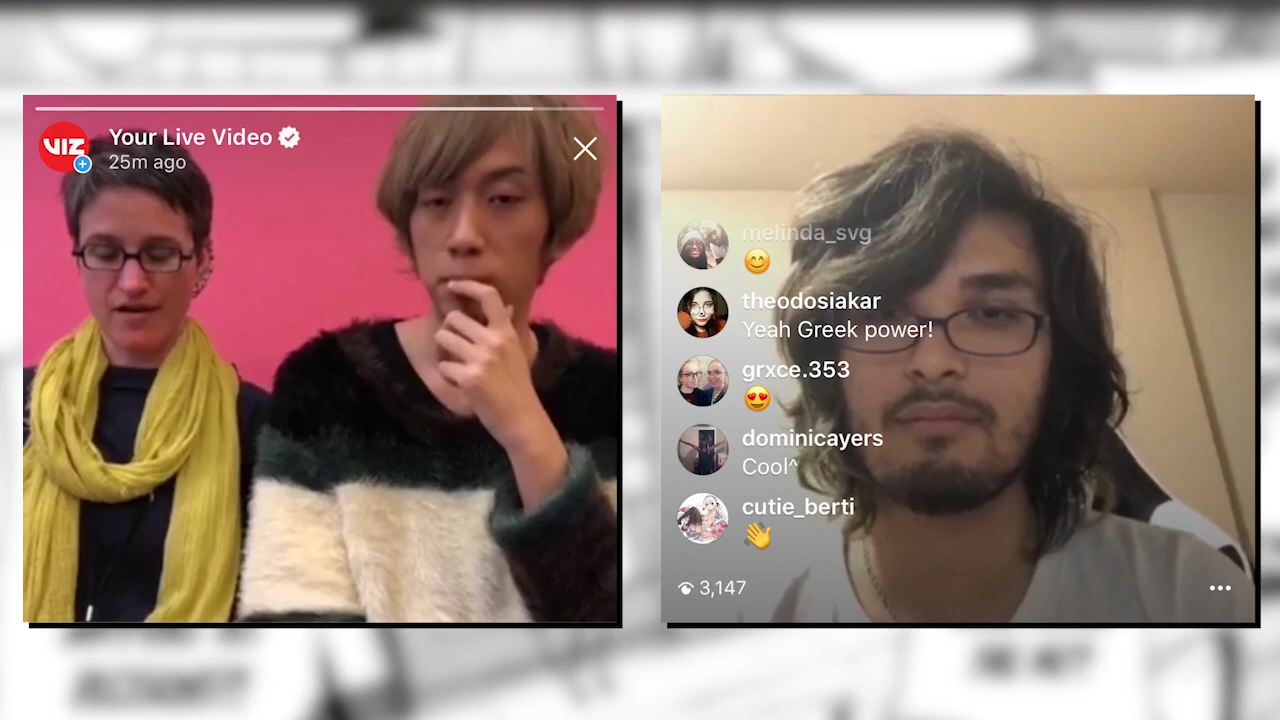 VIZ
Your Live Video
25m ago
melinda_svg
😊
theodosiakar
Yeah Greek power!
grxce.353
😍
dominicayers
Cool^
cutie_berti
👋
3,147